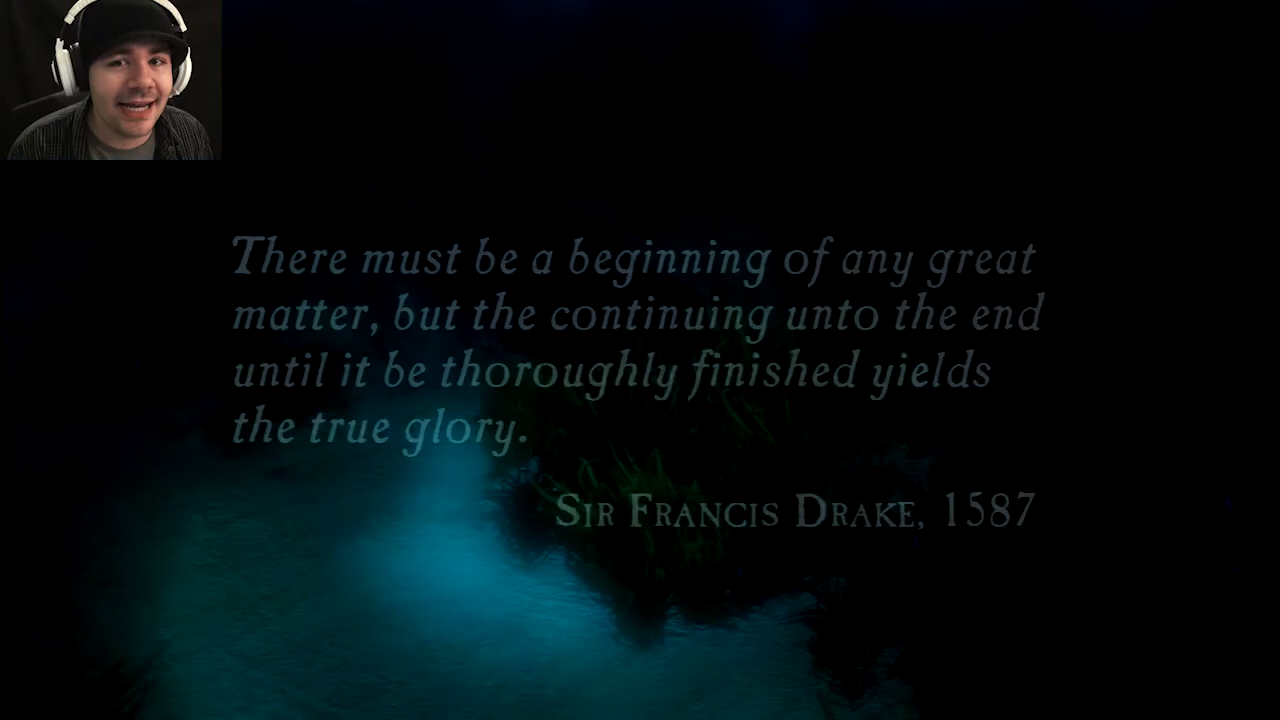 There must be a beginning of any great
matter, but the continuing unto the end
until it be thoroughly finished yields
the true glory.
Sir Francis Drake, 1587